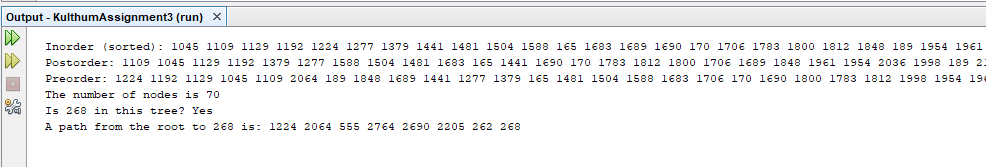 Output - KulthumAssignment3 (run)
Inorder (sorted): 1045 1109 1129 1192 1224 1277 1379 1441 1481 1504 1588 165 1683 1689 1690 170 1706 1783 1800 1812 1848 189 1954 1961
Postorder: 1109 1045 1129 1192 1379 1277 1588 1504 1481 1683 165 1441 1690 170 1783 1812 1800 1706 1689 1848 1961 1954 2036 1998 189
Preorder: 1224 1192 1129 1045 1109 2064 189 1848 1689 1441 1277 1379 165 1481 1504 1588 1683 1706 170 1690 1800 1783 1812 1998 1954
The number of nodes is 70
Is 268 in this tree? Yes
A path from the root to 268 is: 1224 2064 555 2764 2690 2205 262 268